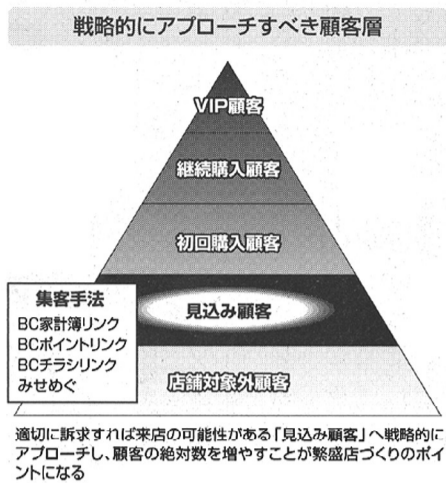 戦略的にアプローチすべき顧客層
VIP顧客
継続購入顧客
初回購入顧客
見込み顧客
店舗対象外顧客
集客手法
BC家計簿リンク
BCポイントリンク
BCチラシリンク
みせめぐ
適切に訴求すれば来店の可能性がある「見込み顧客」へ戦略的に
アプローチし、顧客の絶対数を増やすことが繁盛店づくりのポイ
ントになる